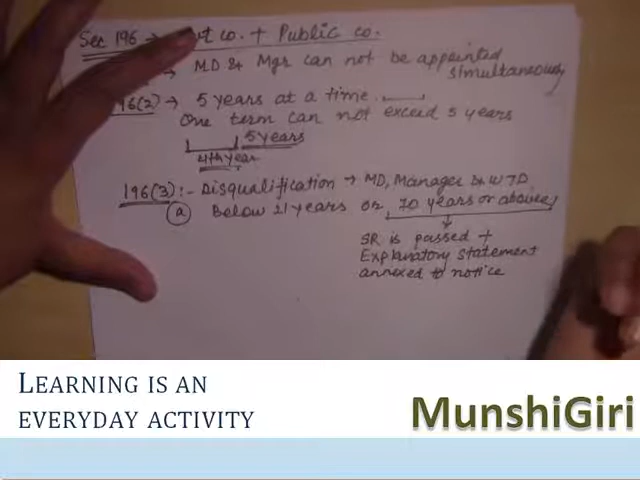 Sec 196 → Pvt co. + Public co.
→ M.D & Mgr can not be appointed
simultaneously
196(2) → 5 years at a time.
One term can not exceed 5 years
5 years
4th year
196(3) :- Disqualification → MD, Manager & WTD
(a) Below 21 years or, 70 years or above
SR is passed +
Explanatory statement
annexed to notice
LEARNING IS AN
EVERYDAY ACTIVITY
MunshiGiri